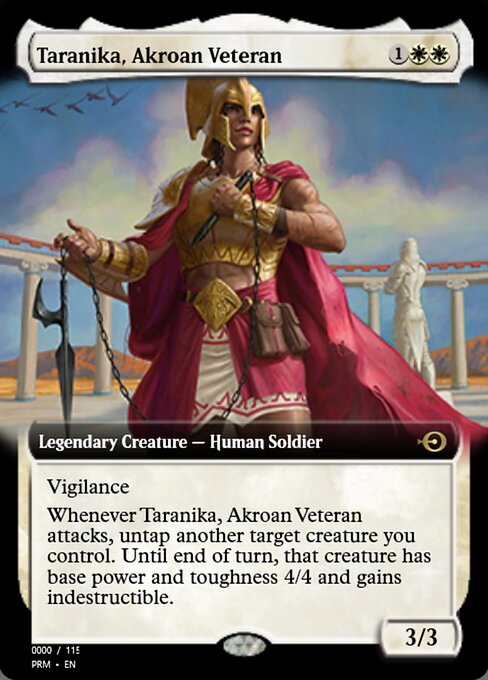 Taranika, Akroan Veteran 1
Legendary Creature — Human Soldier
Vigilance
Whenever Taranika, Akroan Veteran
attacks, untap another target creature you
control. Until end of turn, that creature has
base power and toughness 4/4 and gains
indestructible.
3/3
0000 / 115
PRM • EN